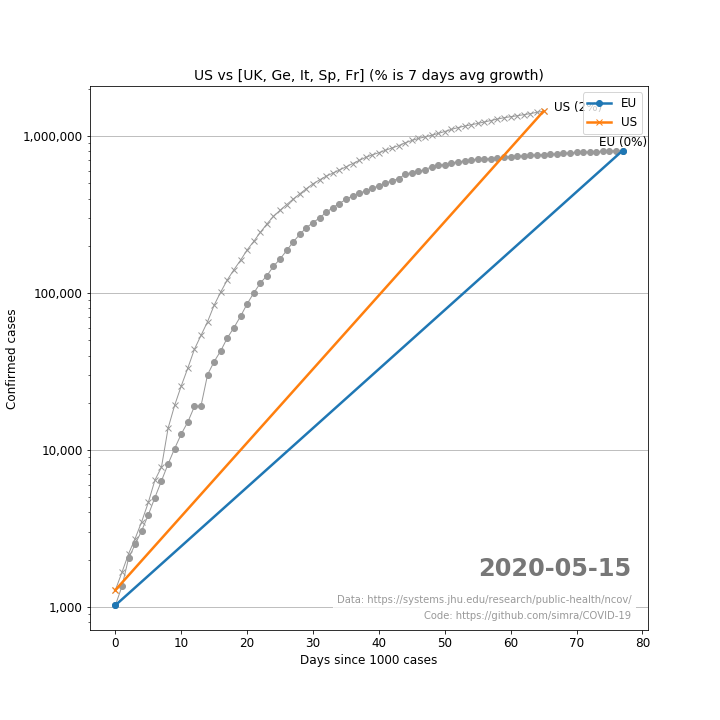 US vs [UK, Ge, It, Sp, Fr] (% is 7 days avg growth)
US (2%)
EU
US
EU (0%)
1,000,000
100,000
10,000
1,000
Confirmed cases
2020-05-15
Data: https://systems.jhu.edu/research/public-health/ncov/
Code: https://github.com/simra/COVID-19
0 10 20 30 40 50 60 70 80
Days since 1000 cases